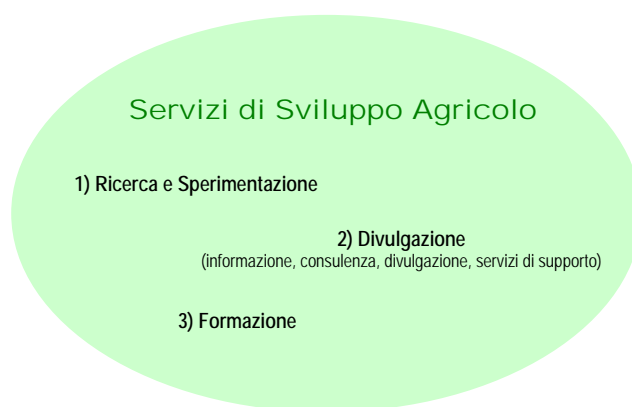 Servizi di Sviluppo Agricolo
1) Ricerca e Sperimentazione
2) Divulgazione
(informazione, consulenza, divulgazione, servizi di supporto)
3) Formazione